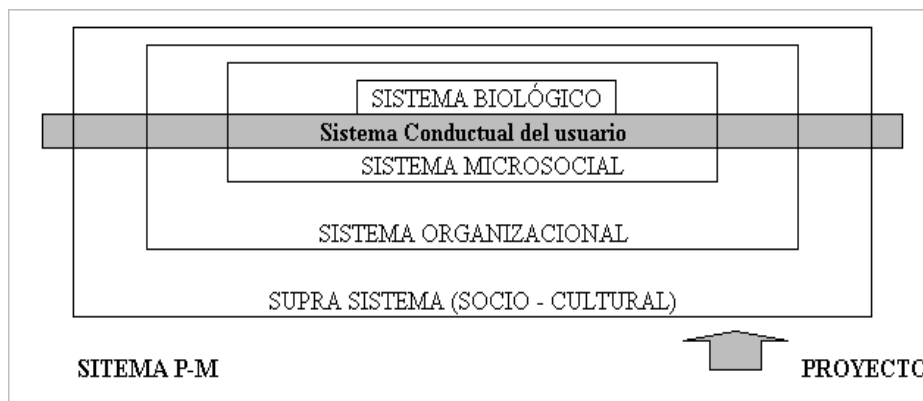 SISTEMA BIOLÓGICO
Sistema Conductual del usuario
SISTEMA MICROSOCIAL
SISTEMA ORGANIZACIONAL
SUPRA SISTEMA (SOCIO - CULTURAL)
SITEMA P-M
PROYECTO